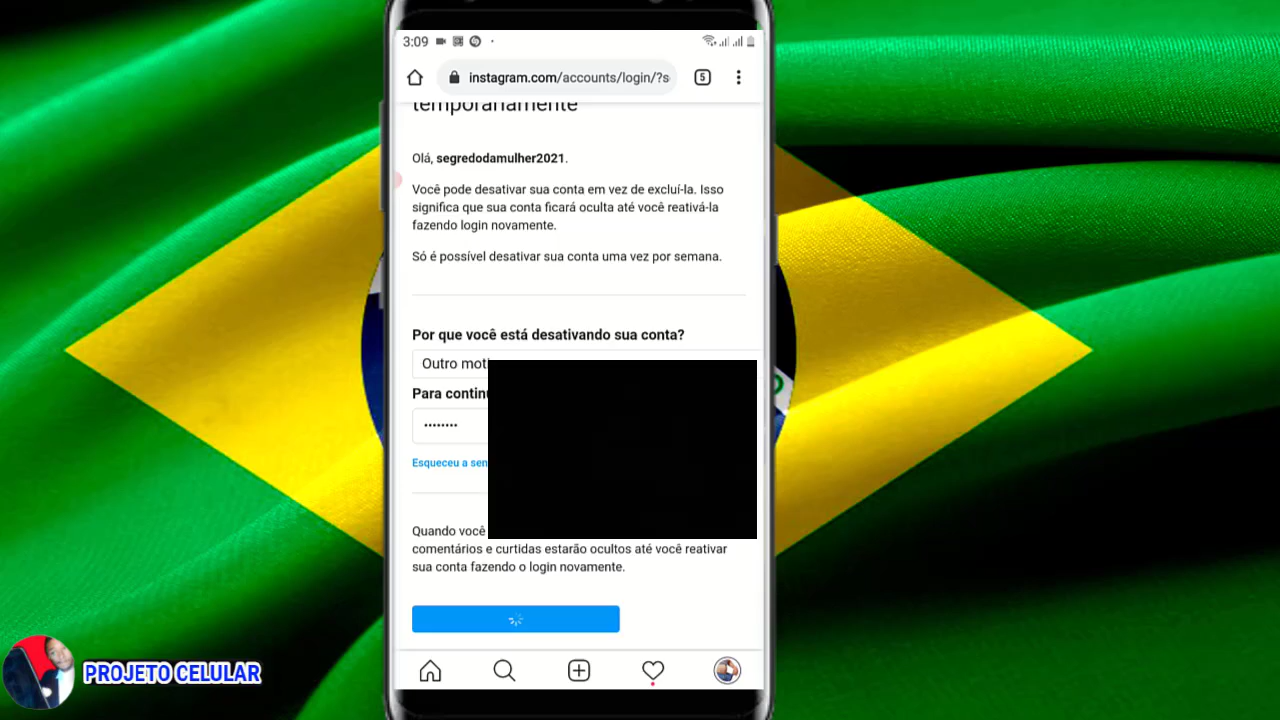 3:09
instagram.com/accounts/login/?s
5
temporariamente
Olá, segredodamulher2021.
Você pode desativar sua conta em vez de excluí-la. Isso
significa que sua conta ficará oculta até você reativá-la
fazendo login novamente.
Só é possível desativar sua conta uma vez por semana.
Por que você está desativando sua conta?
Outro moti
Para continu
••••••••
Esqueceu a sen
Quando você
comentários e curtidas estarão ocultos até você reativar
sua conta fazendo o login novamente.
PROJETO CELULAR